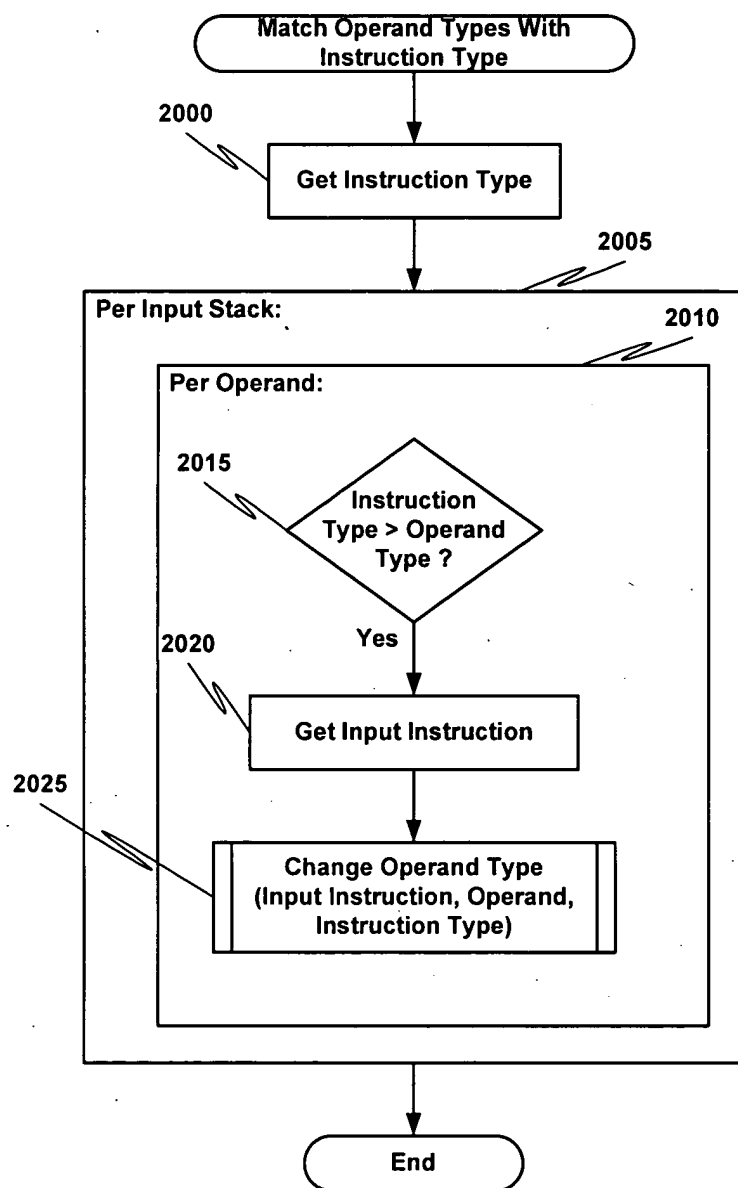 Match Operand Types With
Instruction Type
2000
Get Instruction Type
2005
Per Input Stack:
2010
Per Operand:
2015
Instruction
Type > Operand
Type ?
Yes
2020
Get Input Instruction
2025
Change Operand Type
(Input Instruction, Operand,
Instruction Type)
End